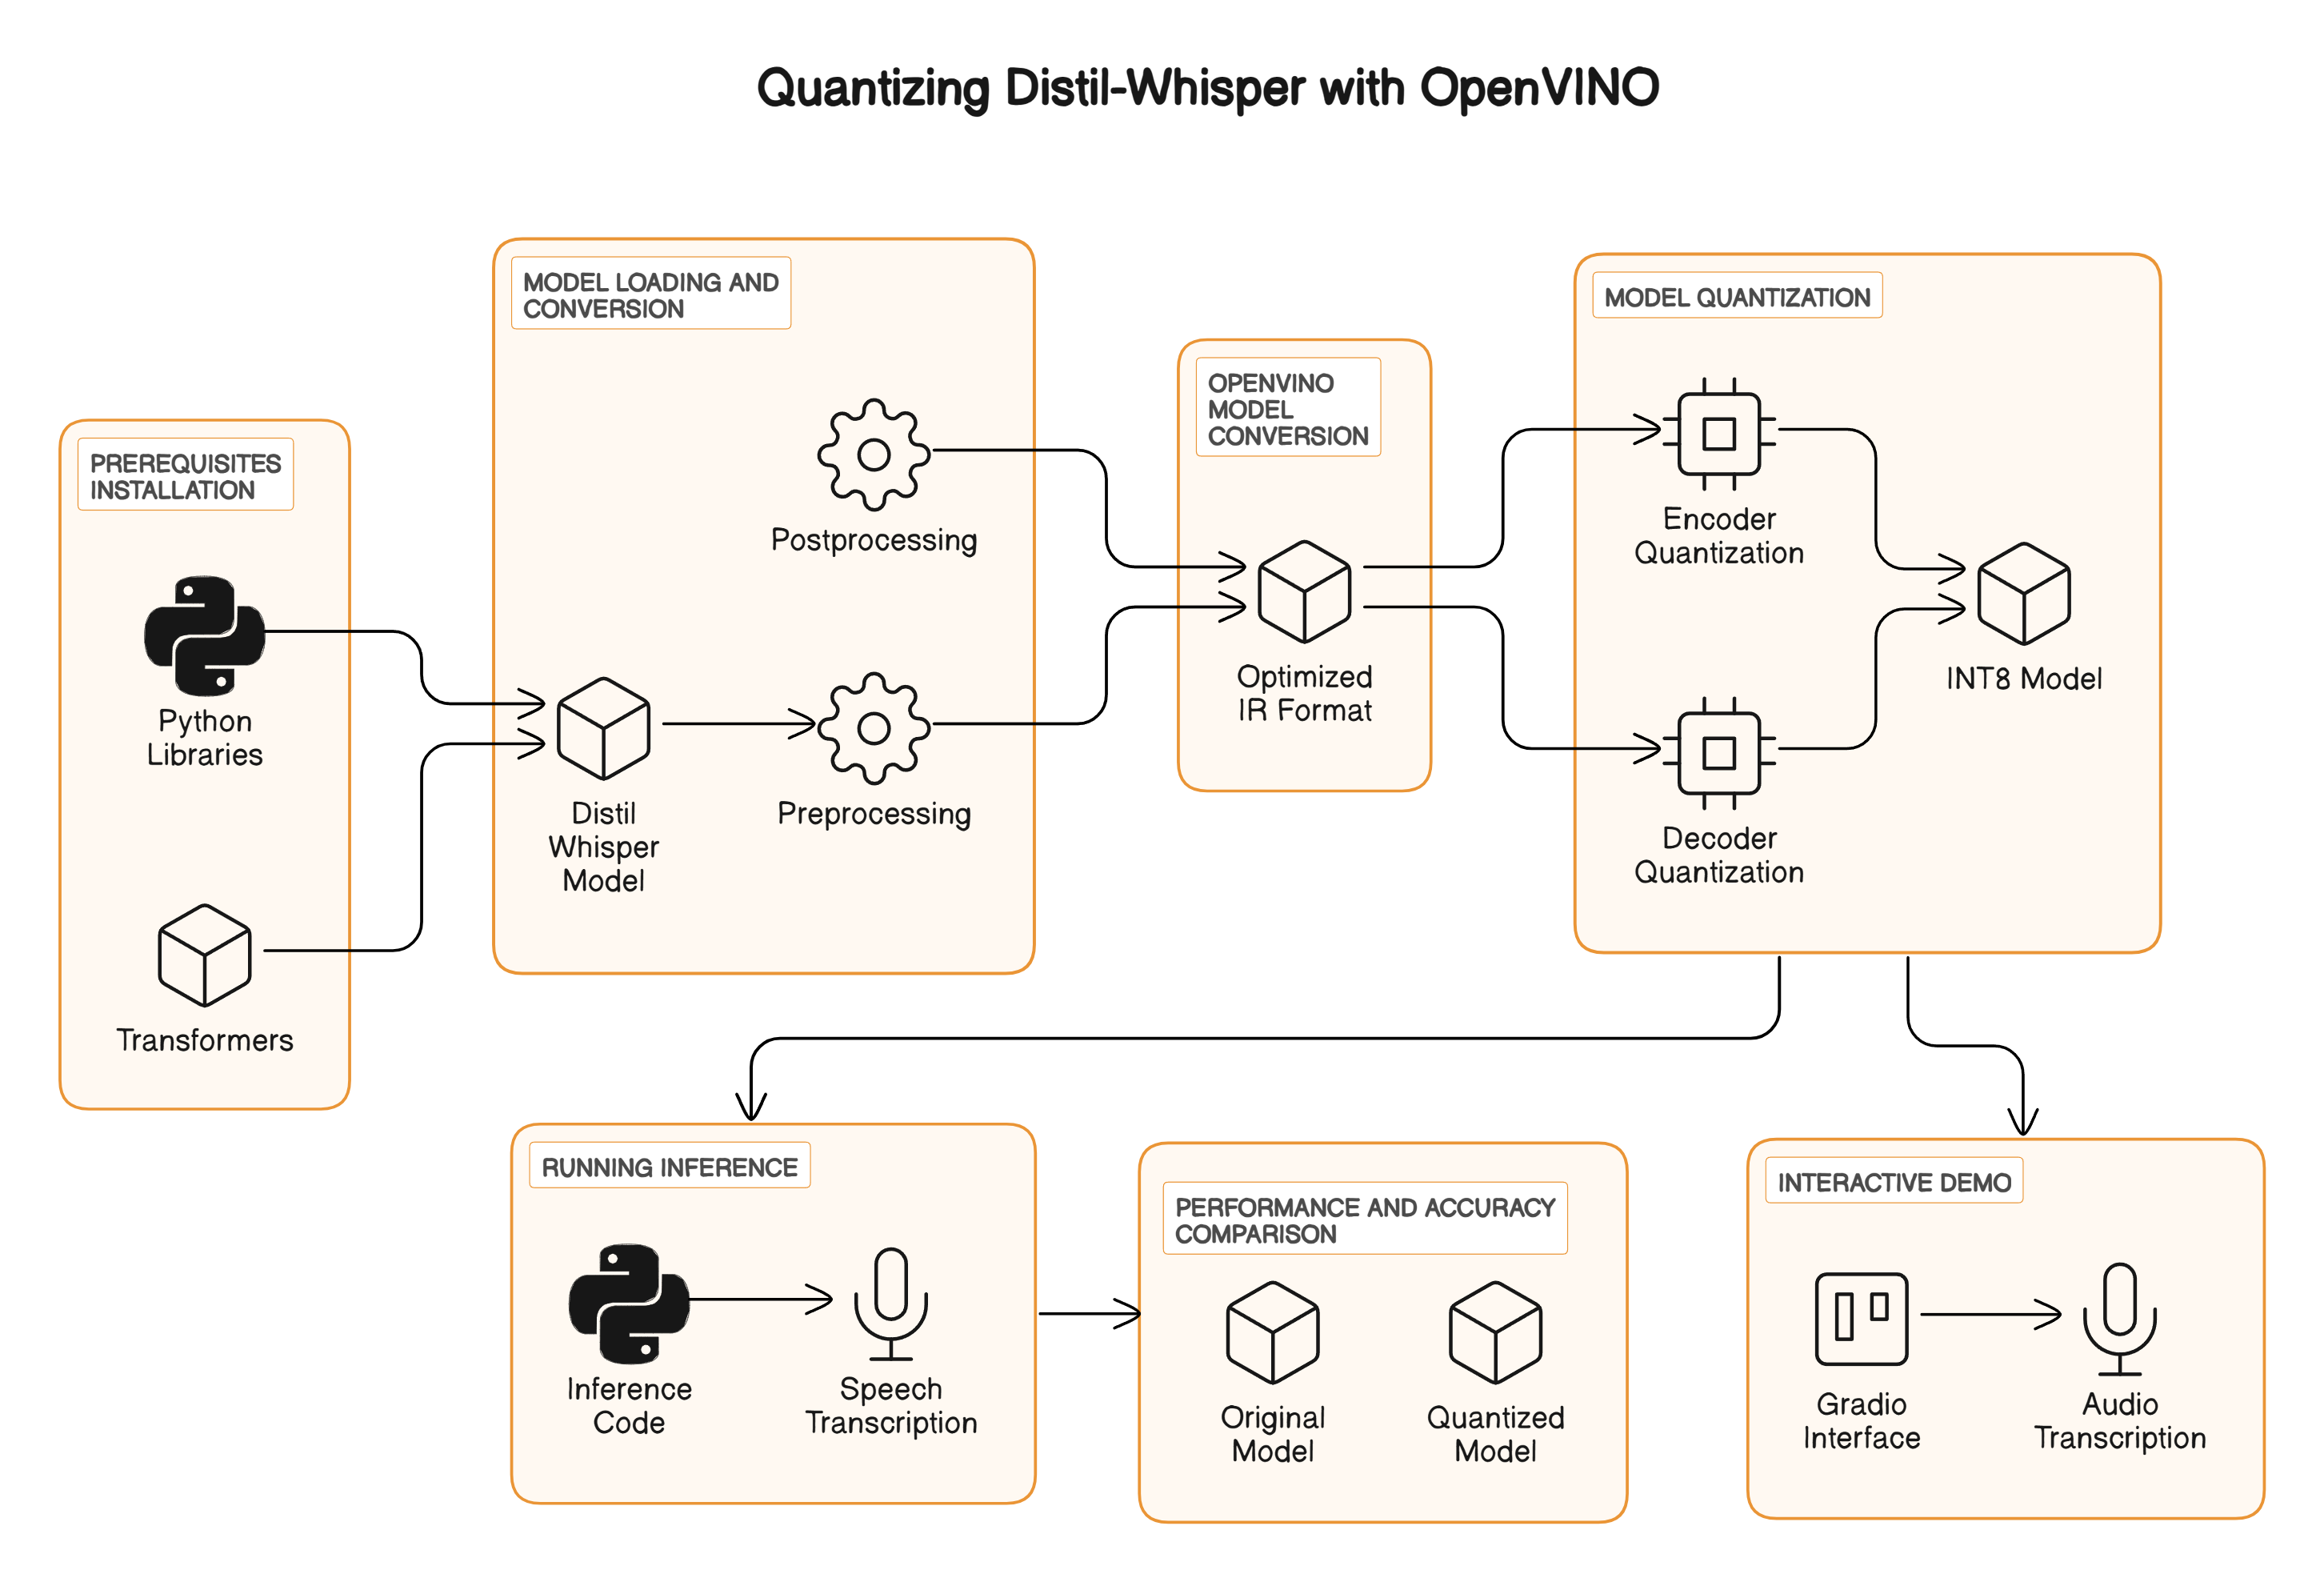 Quantizing Distil-Whisper with OpenVINO
PREREQUISITES
INSTALLATION
Python
Libraries
Transformers
MODEL LOADING AND
CONVERSION
Postprocessing
Distil
Whisper
Model
Preprocessing
OPENVINO
MODEL
CONVERSION
Optimized
IR Format
MODEL QUANTIZATION
Encoder
Quantization
Decoder
Quantization
INT8 Model
RUNNING INFERENCE
Inference
Code
Speech
Transcription
PERFORMANCE AND ACCURACY
COMPARISON
Original
Model
Quantized
Model
INTERACTIVE DEMO
Gradio
Interface
Audio
Transcription